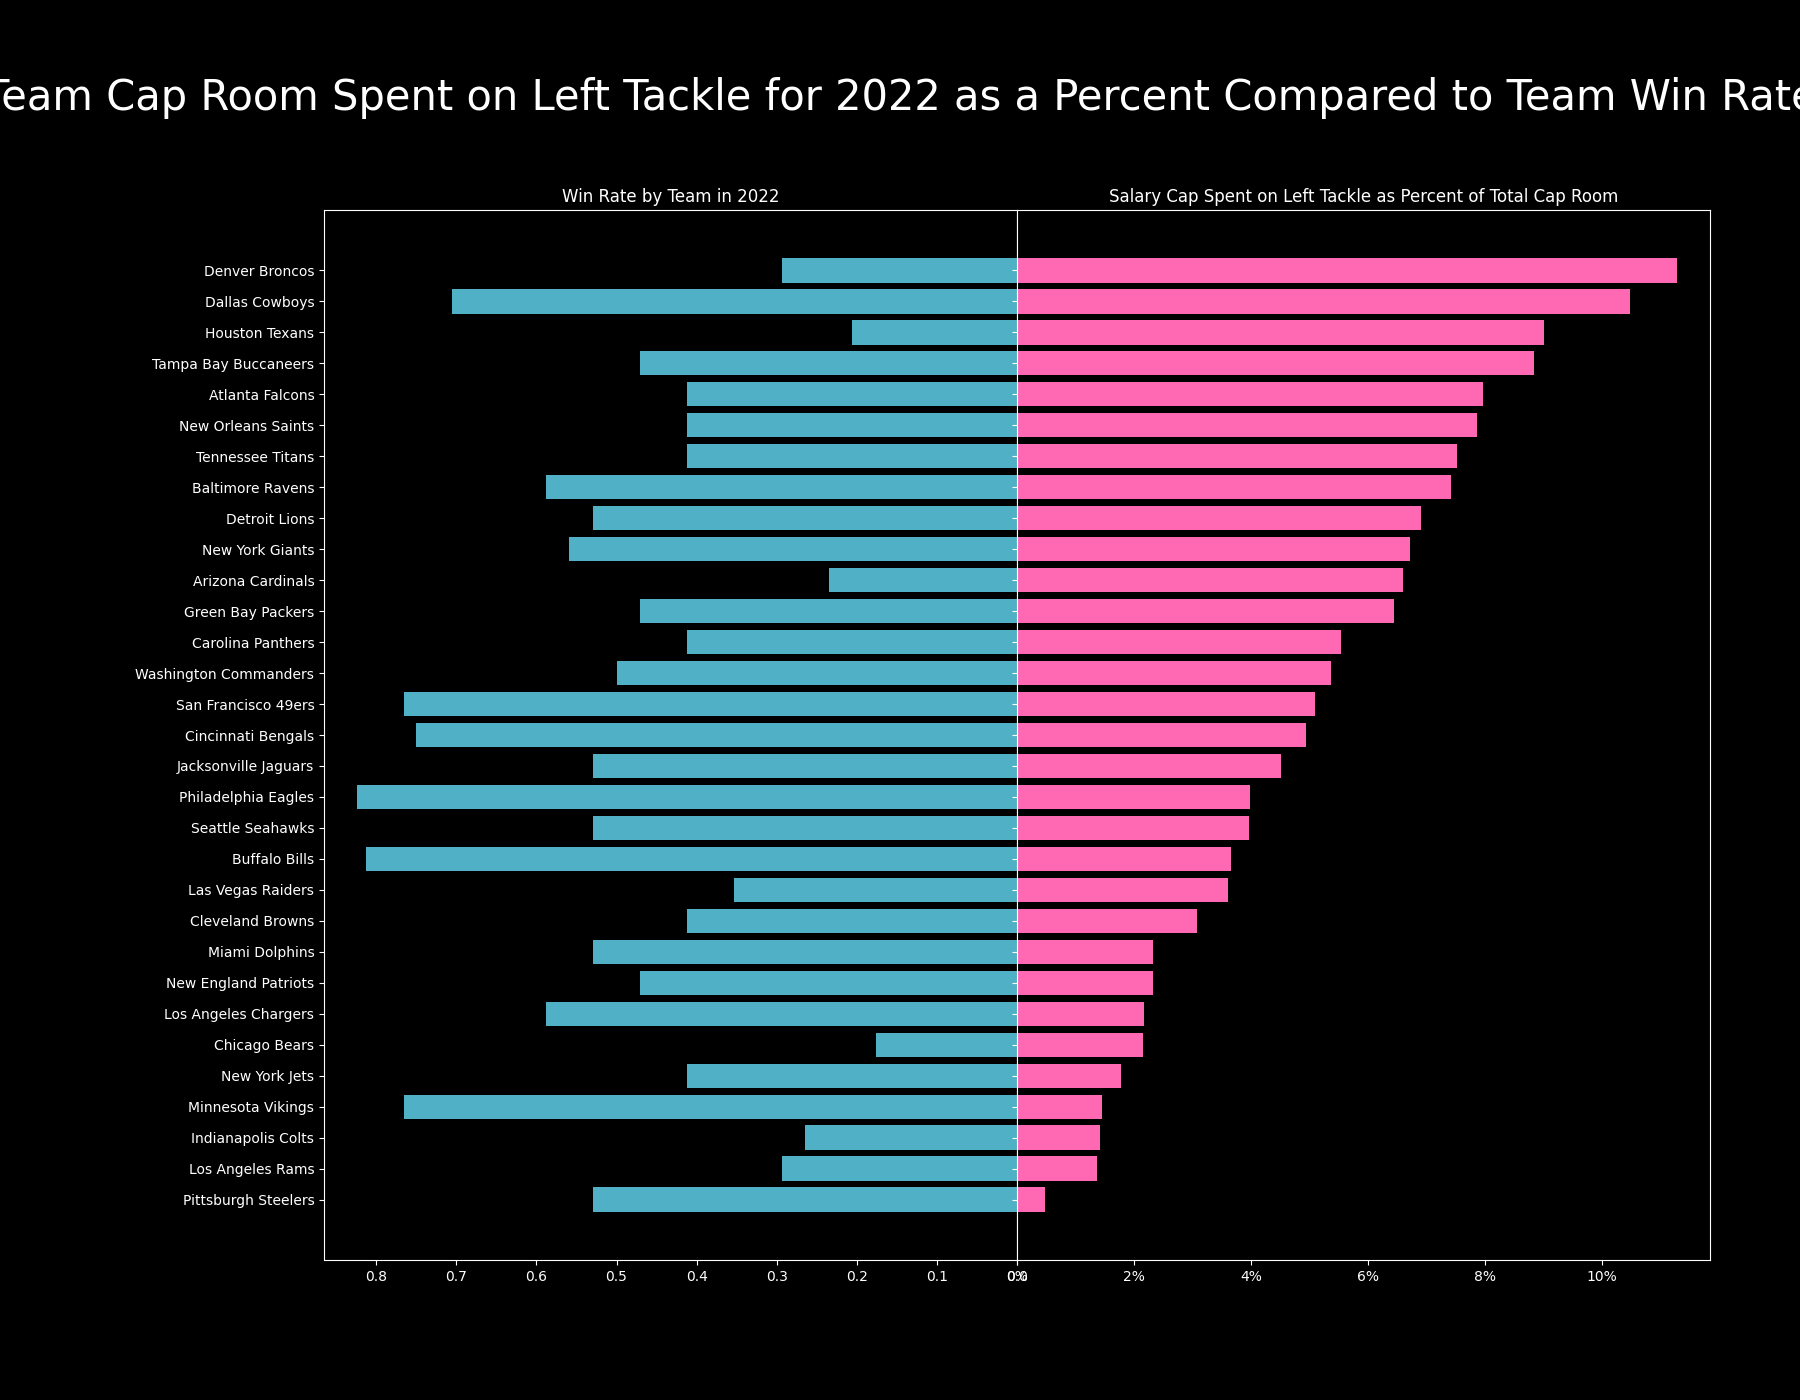 Team Cap Room Spent on Left Tackle for 2022 as a Percent Compared to Team Win Rate
Win Rate by Team in 2022
Salary Cap Spent on Left Tackle as Percent of Total Cap Room
Denver Broncos
Dallas Cowboys
Houston Texans
Tampa Bay Buccaneers
Atlanta Falcons
New Orleans Saints
Tennessee Titans
Baltimore Ravens
Detroit Lions
New York Giants
Arizona Cardinals
Green Bay Packers
Carolina Panthers
Washington Commanders
San Francisco 49ers
Cincinnati Bengals
Jacksonville Jaguars
Philadelphia Eagles
Seattle Seahawks
Buffalo Bills
Las Vegas Raiders
Cleveland Browns
Miami Dolphins
New England Patriots
Los Angeles Chargers
Chicago Bears
New York Jets
Minnesota Vikings
Indianapolis Colts
Los Angeles Rams
Pittsburgh Steelers
0.8 0.7 0.6 0.5 0.4 0.3 0.2 0.1 0.0 0% 2% 4% 6% 8% 10%